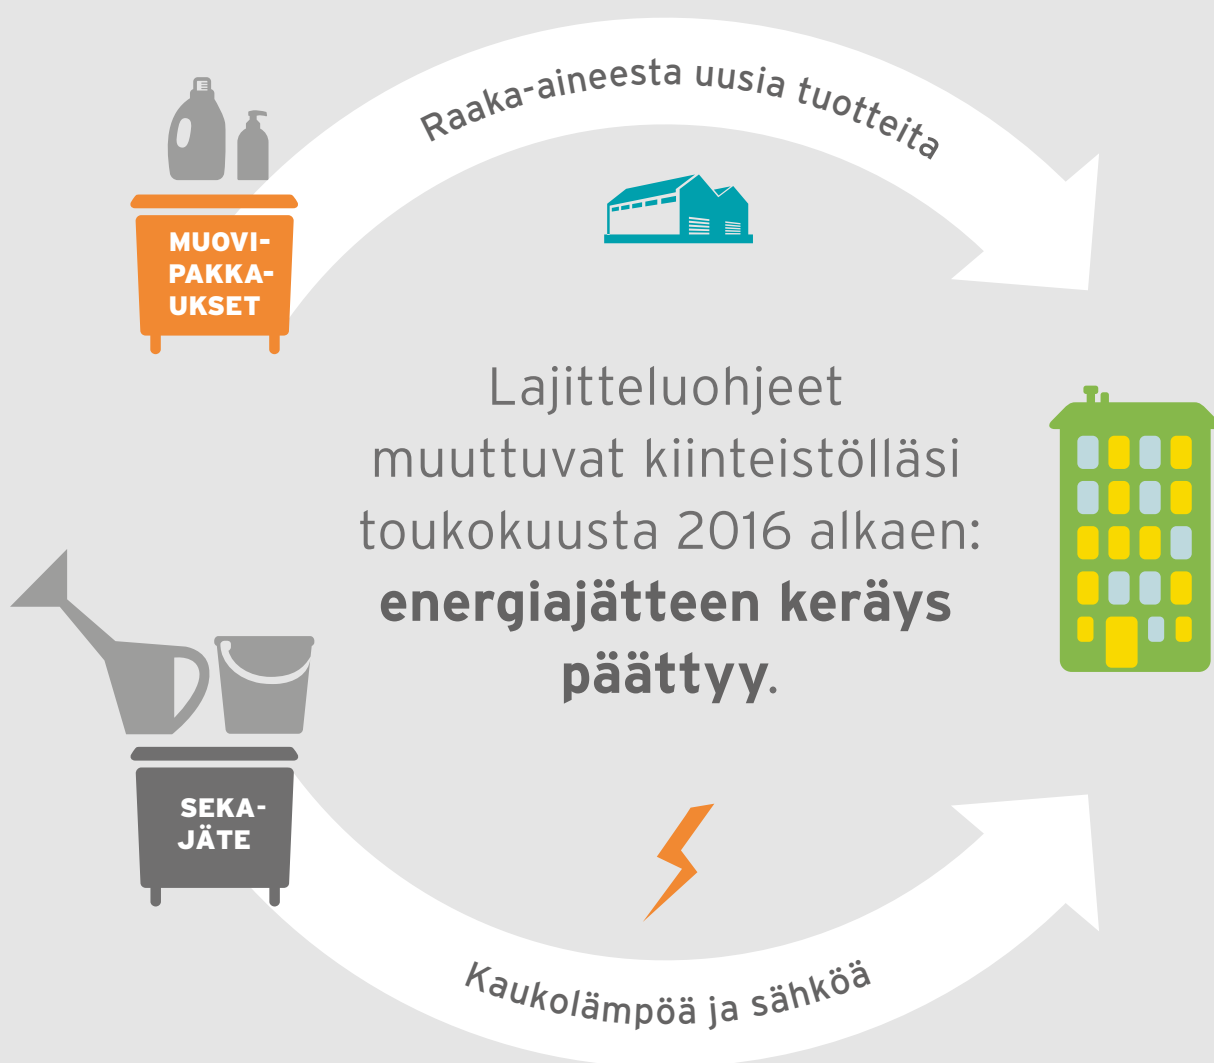 Raaka-aineesta uusia tuotteita
MUOVI-
PAKKA-
UKSET
Lajitteluohjeet
muuttuvat kiinteistölläsi
toukokuusta 2016 alkaen:
energiajätteen keräys
päättyy.
SEKA-
JÄTE
Kaukolämpöä ja sähköä